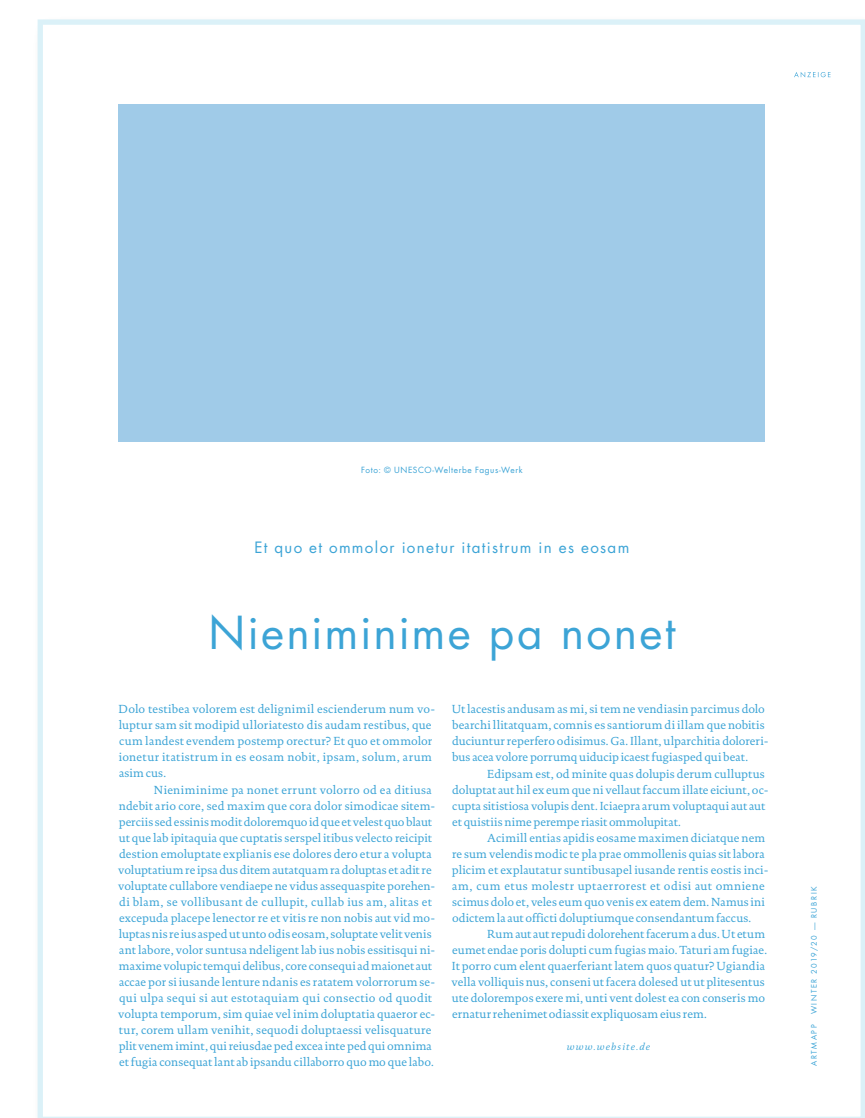 ANZEIGE
Foto: © UNESCO-Welterbe Fagus-Werk
Et quo et ommolor ionetur itatistrum in es eosam
Nieniminime pa nonet
Dolo testibea volorem est delignimil escienderum num vo-
luptur sam sit modipid ulloriatesto dis audam restibus, que
cum landest evendem postemp orectur? Et quo et ommolor
ionetur itatistrum in es eosam nobit, ipsam, solum, arum
asim cus.
Nieniminime pa nonet errunt volorro od ea ditiusa
ndebit ario core, sed maxim que cora dolor simodicae sitem-
perciis sed essinis modit doloremquo id que et velest quo blaut
ut que lab ipitaquia que cuptatis serspel itibus velecto reicipit
destion emoluptate explianis ese dolores dero etur a volupta
voluptatium re ipsa dus ditem autatquam ra doluptas et adit re
voluptate cullabore vendiaepe ne vidus assequaspite porehen-
di blam, se vollibusant de cullupit, cullab ius am, alitas et
excepuda placepe lenector re et vitis re non nobis aut vid mo-
luptas nis re ius asped ut unto odis eosam, soluptate velit venis
ant labore, volor suntusa ndeligent lab ius nobis essitisqui ni-
maxime volupic temqui delibus, core consequi ad maionet aut
accae por si iusande lenture ndanis es ratatem volorrorum se-
qui ulpa sequi si aut estotaquiam qui consectio od quodit
volupta temporum, sim quiae vel inim doluptatia quaeror ec-
tur, corem ullam venihit, sequodi doluptaessi velisquature
plit venem imint, qui reiusdae ped excea inte ped qui omnima
et fugia consequat lant ab ipsandu cillaborro quo mo que labo.
Ut lacestis andusam as mi, si tem ne vendiasin parcimus dolo
bearchi llitatquam, comnis es santiorum di illam que nobitis
duciuntur reperfero odisimus. Ga. Illant, ulparchitia doloreri-
bus acea volore porrumq uiducip icaest fugiasped qui beat.
Edipsam est, od minite quas dolupis derum culluptus
doluptat aut hil ex eum que ni vellaut faccum illate eiciunt, oc-
cupta sitistiosa volupis dent. Iciaepra arum voluptaqui aut aut
et quistiis nime perempe riasit ommolupitat.
Acimill entias apidis eosame maximen diciatque nem
re sum velendis modic te pla prae ommollenis quias sit labora
plicim et explautatur suntibusapel iusande rentis eostis inci-
am, cum etus molestr uptaerrorest et odisi aut omniene
scimus dolo et, veles eum quo venis ex eatem dem. Namus ini
odictem la aut officti doluptiumque consendantum faccus.
Rum aut aut repudi dolorehent facerum a dus. Ut etum
eumet endae poris dolupti cum fugias maio. Taturi am fugiae.
It porro cum elent quaerferiant latem quos quatur? Ugiandia
vella volliquis nus, conseni ut facera dolesed ut ut plitesentus
ute dolorempos exere mi, unti vent dolest ea con conseris mo
ernatur rehenimet odiassit expliquosam eius rem.
www.website.de
ARTMAPP WINTER 2019/20 — RUBRIK